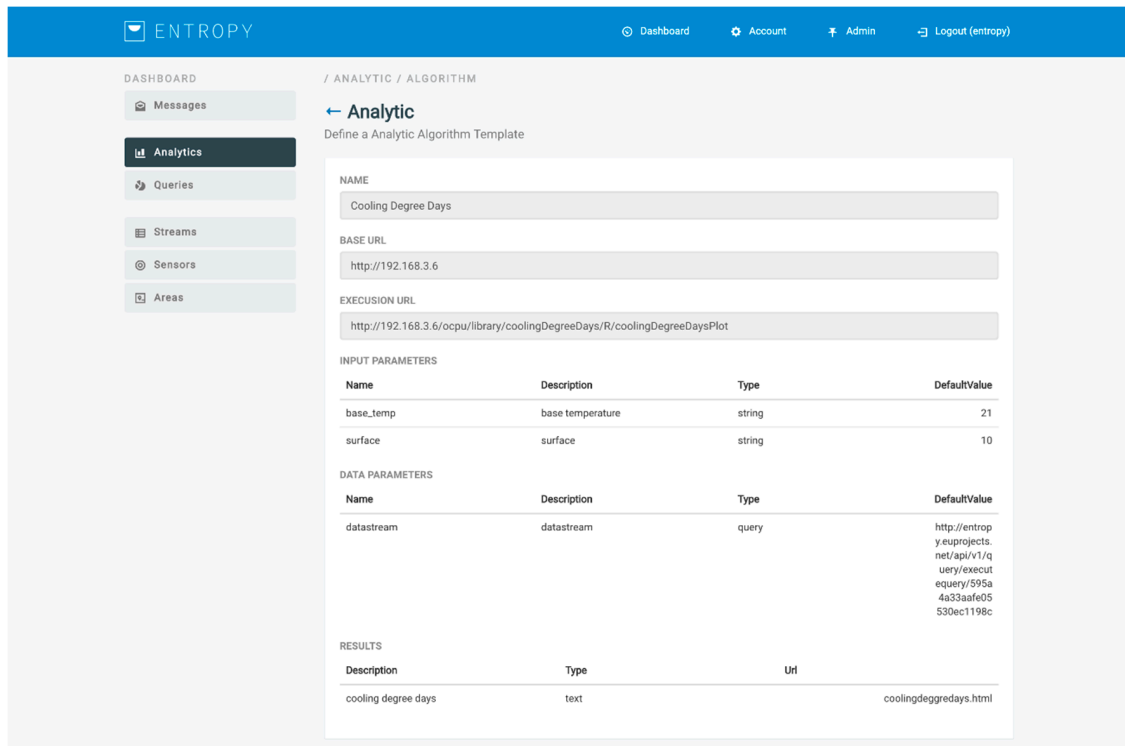 ENTROPY
Dashboard Account Admin Logout (entropy)
DASHBOARD
Messages
Analytics
Queries
Streams
Sensors
Areas
/ ANALYTIC / ALGORITHM
← Analytic
Define a Analytic Algorithm Template
NAME
Cooling Degree Days
BASE URL
http://192.168.3.6
EXECUSION URL
http://192.168.3.6/ocpu/library/coolingDegreeDays/R/coolingDegreeDaysPlot
INPUT PARAMETERS
Name Description Type DefaultValue
base_temp base temperature string 21
surface surface string 10
DATA PARAMETERS
Name Description Type DefaultValue
datastream datastream query http://entrop
y.euprojects.
net/api/v1/q
uery/execut
equery/595a
4a33aafe05
530ec1198c
RESULTS
Description Type Url
cooling degree days text coolingdeggredays.html